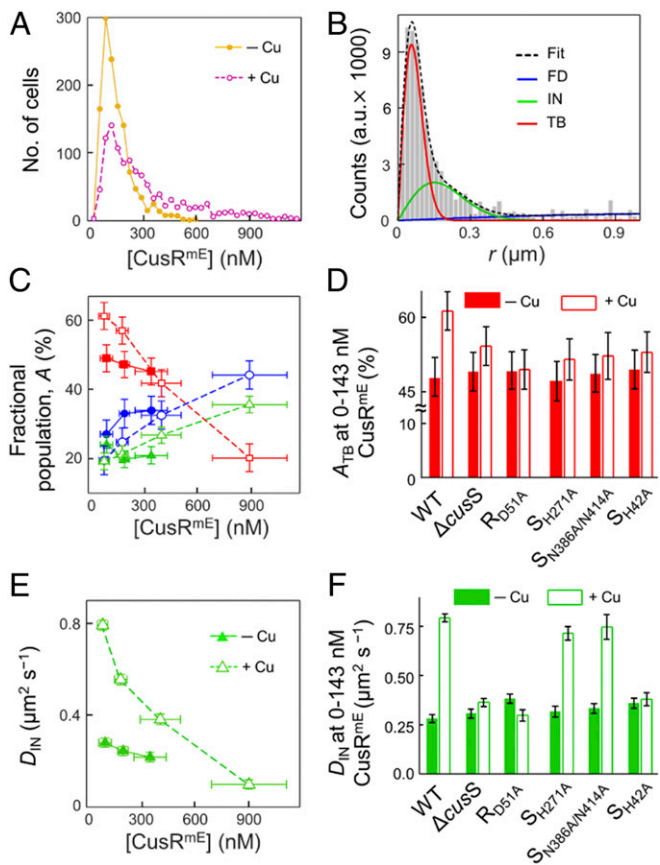 A
No. of cells
300
200
100
0
0
300
600
900
[CusR^mE] (nM)
– Cu
+ Cu
B
Counts (a.u.× 1000)
9
6
3
0
0
0.4
0.8
r (µm)
Fit
FD
IN
TB
C
Fractional
population, A (%)
60
40
20
0
300
600
900
[CusR^mE] (nM)
D
A_TB at 0-143 nM
CusR^mE (%)
60
45
≈
10
– Cu
+ Cu
WT
ΔcusS
R_D51A
S_H271A
S_N386A/N414A
S_H42A
E
D_IN (µm² s⁻¹)
0.8
0.4
0
0
300
600
900
[CusR^mE] (nM)
– Cu
+ Cu
F
D_IN at 0-143 nM
CusR^mE (µm² s⁻¹)
0.75
0.50
0.25
0.0
– Cu
+ Cu
WT
ΔcusS
R_D51A
S_H271A
S_N386A/N414A
S_H42A